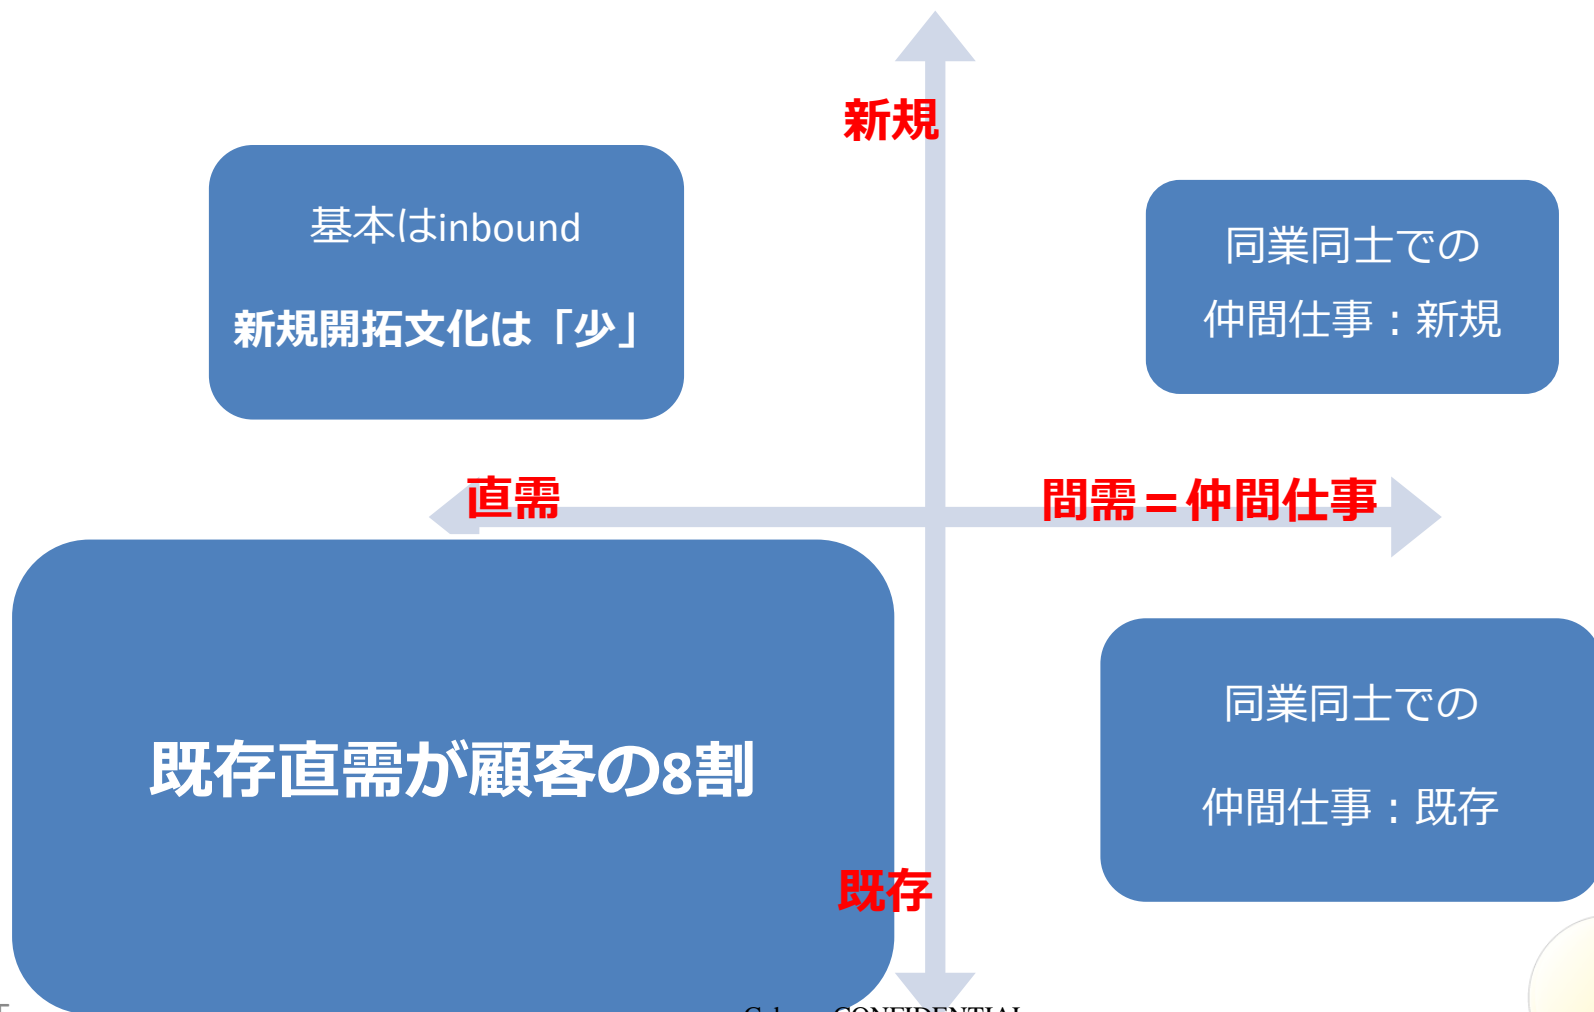 新規
基本はinbound
新規開拓文化は「少」
同業同士での
仲間仕事：新規
直需
間需＝仲間仕事
既存直需が顧客の8割
同業同士での
仲間仕事：既存
既存
CONFIDENTIAL